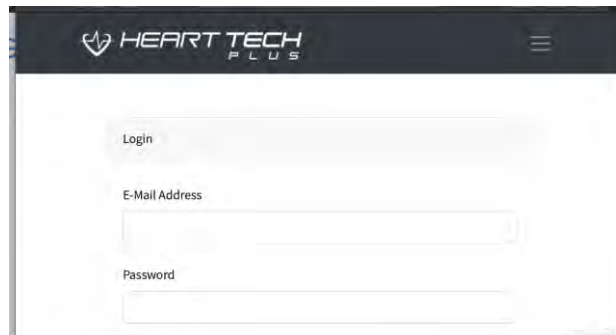 HEART TECH
PLUS
Login
E-Mail Address
Password